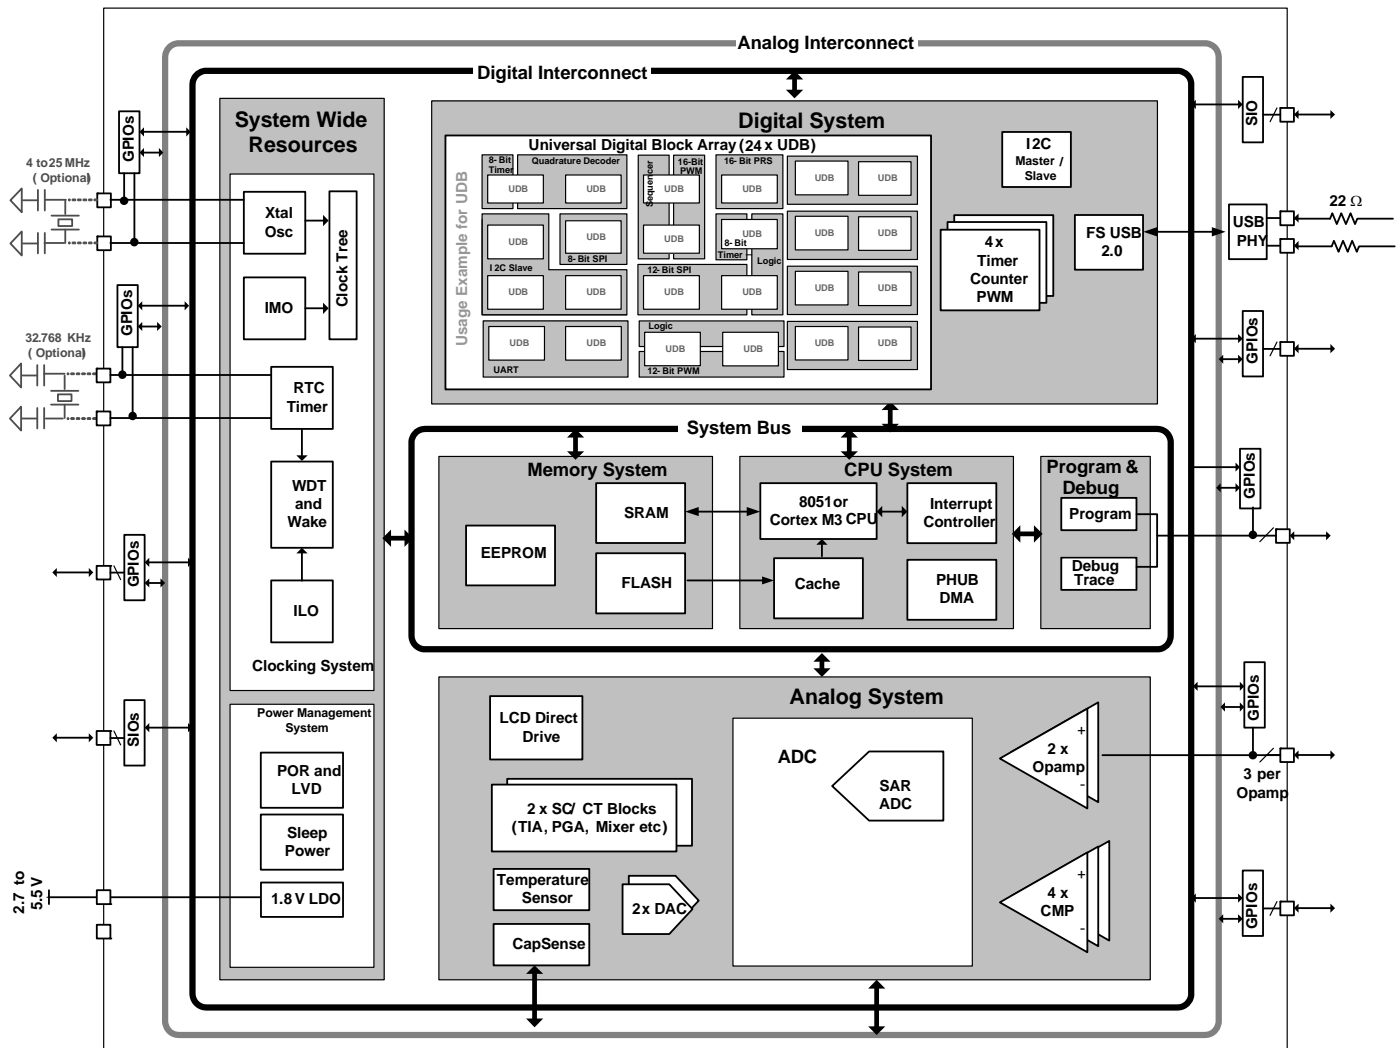 Analog Interconnect
Digital Interconnect
System Wide
Resources
Digital System
Universal Digital Block Array (24 x UDB)
Usage Example for UDB
8- Bit
Timer
Quadrature Decoder
Sequencer
16-Bit
PWM
16- Bit PRS
UDB
UDB
UDB
UDB
UDB
UDB
UDB
UDB
UDB
UDB
8- Bit
Timer
Logic
UDB
UDB
I2C Slave
8- Bit SPI
12- Bit SPI
UDB
UDB
UDB
UDB
UDB
UDB
Logic
UDB
UDB
UDB
UDB
UDB
UDB
UART
12- Bit PWM
I2C
Master /
Slave
4 x
Timer
Counter
PWM
FS USB
2.0
SIO
USB
PHY
22 Ω
GPIOs
GPIOs
GPIOs
3 per
Opamp
GPIOs
GPIOs
4 to 25 MHz
( Optional)
GPIOs
32.768 KHz
( Optional)
GPIOs
SIOs
2.7 to
5.5 V
Xtal
Osc
Clock Tree
IMO
RTC
Timer
WDT
and
Wake
ILO
Clocking System
Power Management
System
POR and
LVD
Sleep
Power
1.8 V LDO
System Bus
Memory System
EEPROM
SRAM
FLASH
CPU System
8051 or
Cortex M3 CPU
Interrupt
Controller
Cache
PHUB
DMA
Program &
Debug
Program
Debug
Trace
Analog System
LCD Direct
Drive
2 x SC/ CT Blocks
(TIA, PGA, Mixer etc)
Temperature
Sensor
CapSense
2 x DAC
ADC
SAR
ADC
+
2 x
Opamp
-
+
4 x
CMP
-
GPIOs